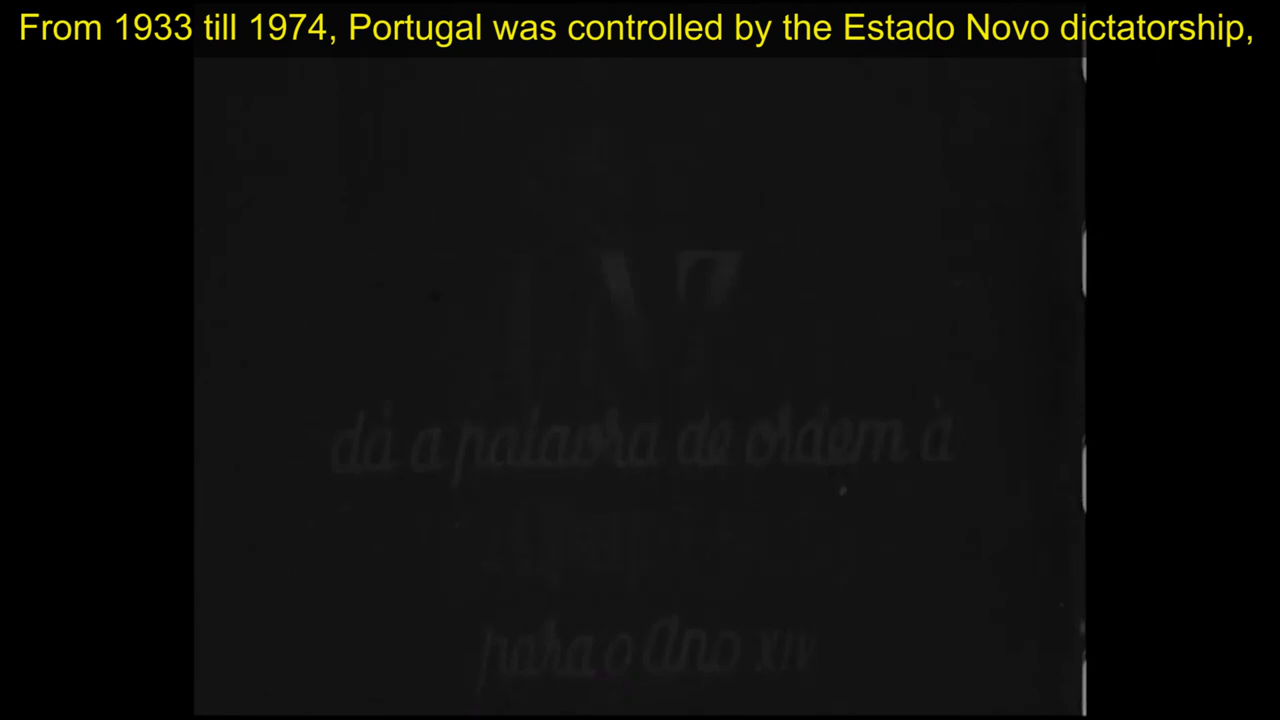 From 1933 till 1974, Portugal was controlled by the Estado Novo dictatorship,
dá a palavra de ordem à
para o Ano XIV